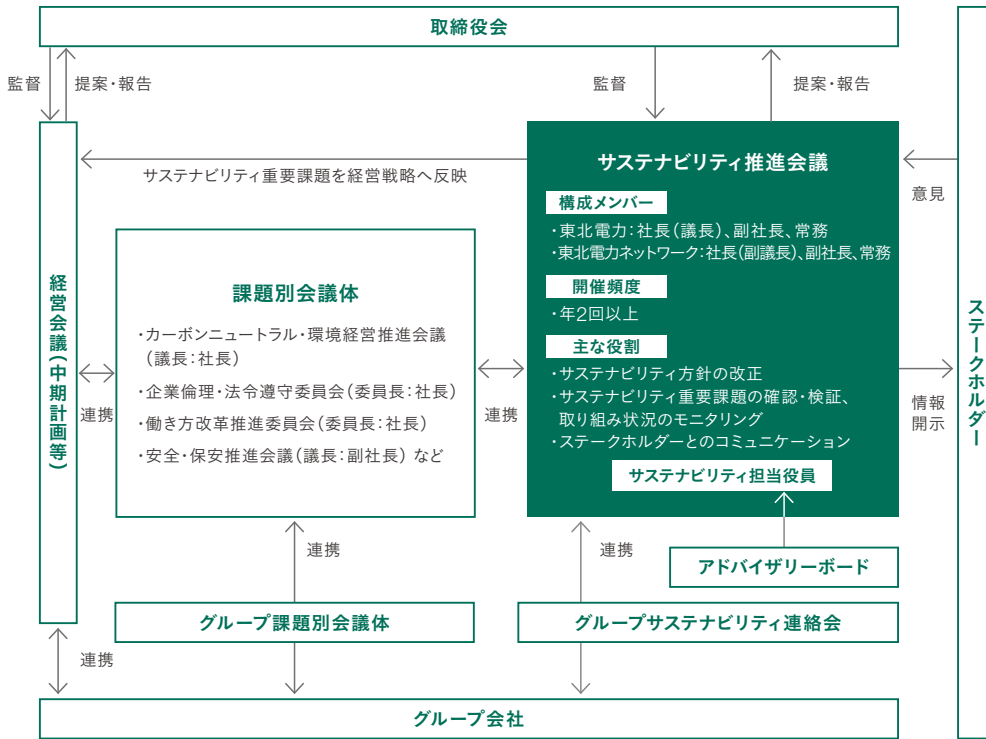 取締役会
監督
提案・報告
監督
提案・報告
サステナビリティ重要課題を経営戦略へ反映
経営会議(中期計画等)
連携
課題別会議体
・カーボンニュートラル・環境経営推進会議
(議長:社長)
・企業倫理・法令遵守委員会(委員長:社長)
・働き方改革推進委員会(委員長:社長)
・安全・保安推進会議(議長:副社長) など
連携
サステナビリティ推進会議
構成メンバー
・東北電力:社長(議長)、副社長、常務
・東北電力ネットワーク:社長(副議長)、副社長、常務
開催頻度
・年2回以上
主な役割
・サステナビリティ方針の改正
・サステナビリティ重要課題の確認・検証、
取り組み状況のモニタリング
・ステークホルダーとのコミュニケーション
サステナビリティ担当役員
意見
情報
開示
ステークホルダー
連携
連携
アドバイザリーボード
グループ課題別会議体
グループサステナビリティ連絡会
連携
グループ会社